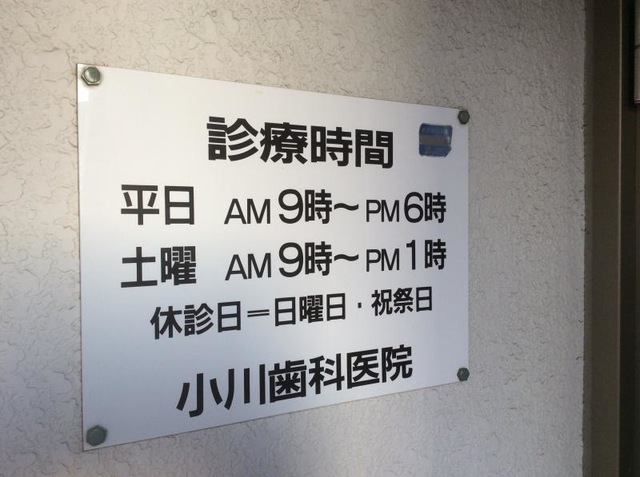 診療時間
平日 AM9時〜PM6時
土曜 AM9時〜PM1時
休診日＝日曜日・祝祭日
小川歯科医院